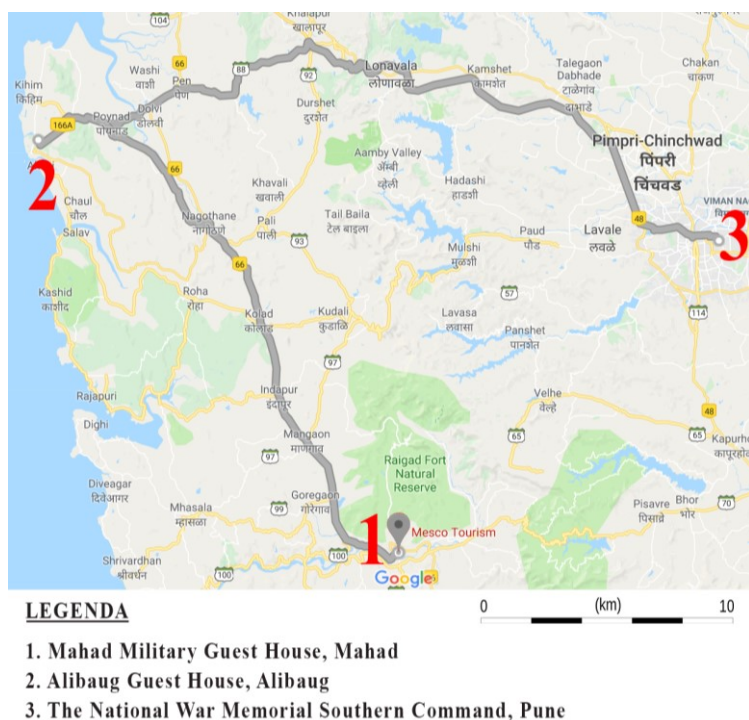 104
Khalapur
खालापूर
66
Washi
वाशी
Pen
पेण
88
92
Lonavala
लोणावळा
Kamshet
कामशेत
Talegaon
Dabhade
टाळेगांव
दाभाडे
Chakan
चाकण
Kihim
किहिम
166A
Poynad
पोयनाड
Dolvi
डोलवी
Durshet
दुरशेत
Pimpri-Chinchwad
पिंपरी
चिंचवड
2
Aamby Valley
ॲम्बी
व्हॅली
Khavali
खवाली
Hadashi
हाडशी
VIMAN NA
66
Chaul
चौल
Salav
Nagothane
नागोठणे
Pali
पाली
Tail Baila
टेल बाइला
93
Mulshi
मुळशी
Paud
पौड
Lavale
लवळे
48
3
66
Kashid
काशीद
Roha
रोहा
Kolad
कोलाड
Kudali
कुडाळि
Lavasa
लवासा
57
Panshet
पानशेत
114
97
Rajapuri
Dighi
Indapur
इंदापूर
Velhe
वेल्हे
48
65
65
Kapurho
कापूरहोळ
Mangaon
माणगाव
97
Raigad Fort
Natural
Reserve
Diveagar
दिवेआगर
Mhasala
म्हासळा
Goregaon
गोरेगाव
99
Pisavre
पिसाव्रे
Bhor
भोर
70
1
Mesco Tourism
Shrivardhan
श्रीवर्धन
100
100
Google
LEGENDA
0 (km) 10
1. Mahad Military Guest House, Mahad
2. Alibaug Guest House, Alibaug
3. The National War Memorial Southern Command, Pune